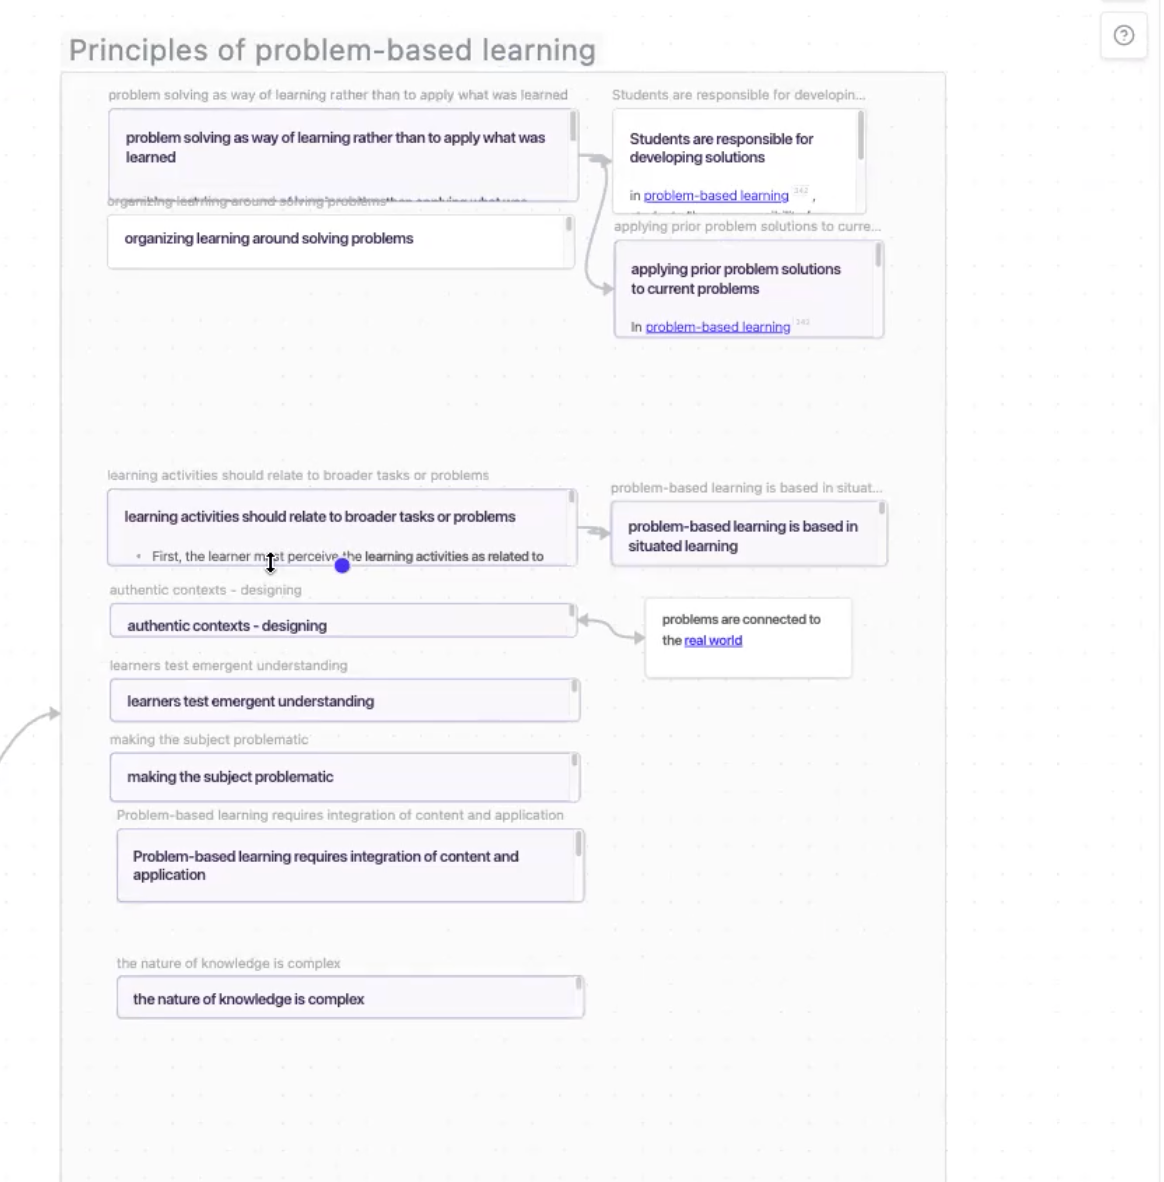 Principles of problem-based learning
problem solving as way of learning rather than to apply what was learned
problem solving as way of learning rather than to apply what was
learned
organizing learning around solving problems
organizing learning around solving problems
Students are responsible for developin...
Students are responsible for
developing solutions
in problem-based learning 342 ,
applying prior problem solutions to curre...
applying prior problem solutions
to current problems
In problem-based learning 342
learning activities should relate to broader tasks or problems
learning activities should relate to broader tasks or problems
• First, the learner must perceive the learning activities as related to
problem-based learning is based in situat...
problem-based learning is based in
situated learning
authentic contexts - designing
authentic contexts - designing
problems are connected to
the real world
learners test emergent understanding
learners test emergent understanding
making the subject problematic
making the subject problematic
Problem-based learning requires integration of content and application
Problem-based learning requires integration of content and
application
the nature of knowledge is complex
the nature of knowledge is complex